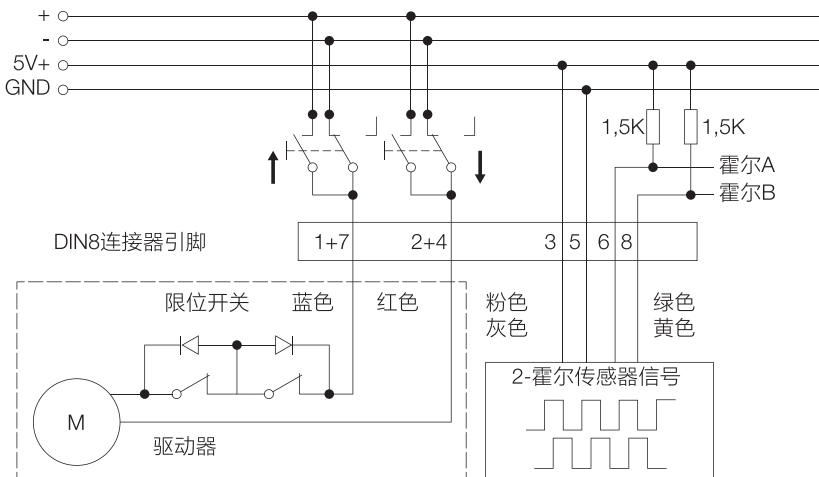 +
-
5V+
GND
1,5K 1,5K
霍尔A
霍尔B
DIN8连接器引脚 1+7 2+4 3 5 6 8
限位开关 蓝色 红色 粉色 绿色
灰色 黄色
2-霍尔传感器信号
M
驱动器